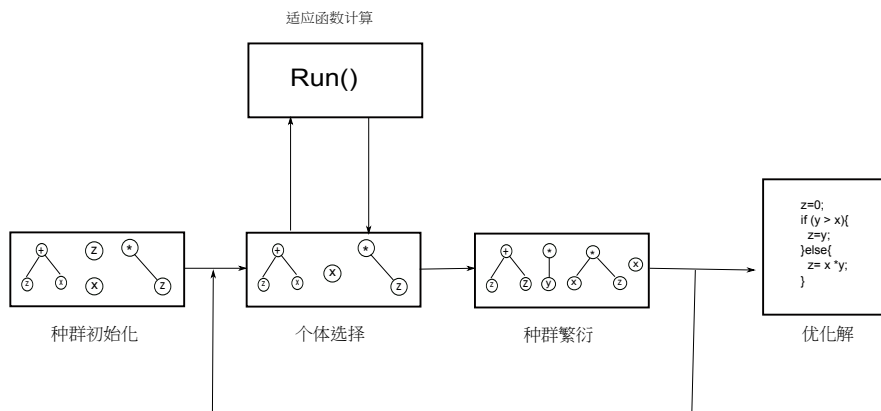 适应函数计算
Run()
+
z
x
z
x
*
z
+
z
x
x
*
z
+
z
z
*
y
*
x
z
x
z=0;
if (y > x){
z=y;
}else{
z= x *y;
}
种群初始化
个体选择
种群繁衍
优化解